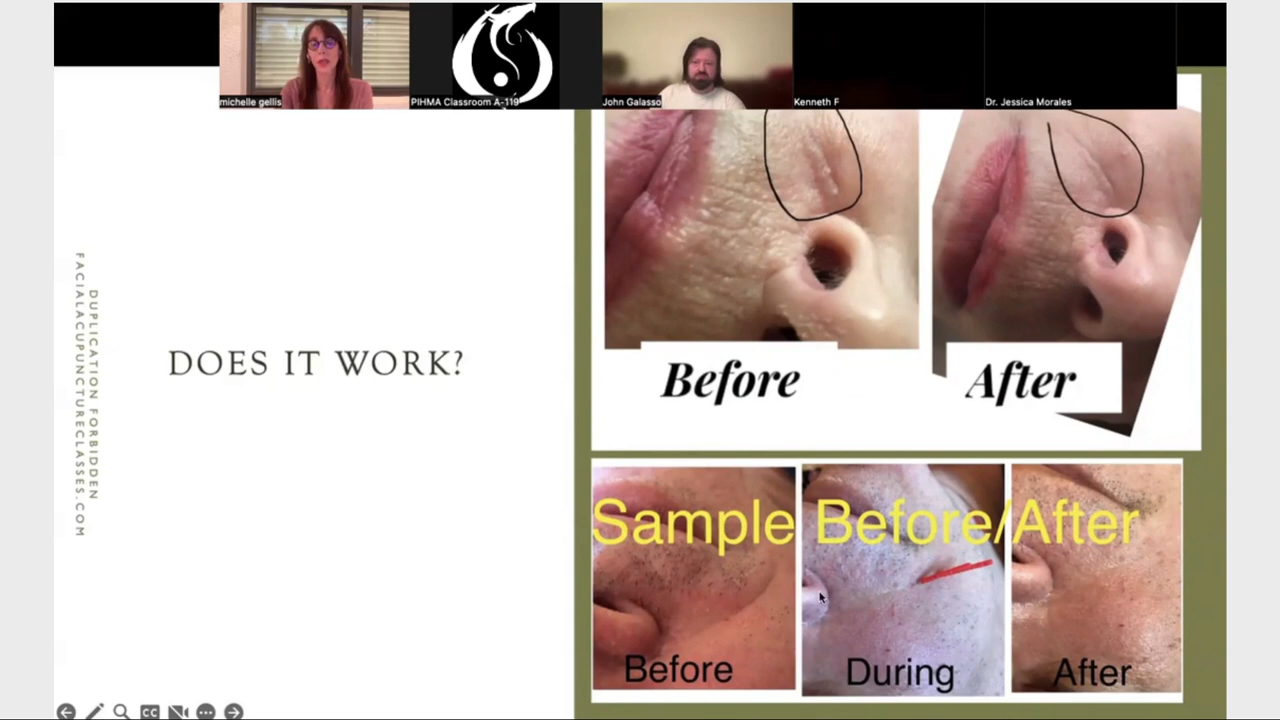 michelle gellis
PIHMA Classroom A-119
John Galasso
Kenneth F
Dr. Jessica Morales
DUPLICATION FORBIDDEN
FACIALACUPUNCTURECLASSES.COM
DOES IT WORK?
Before
After
Sample Before/After
Before
During
After
CC